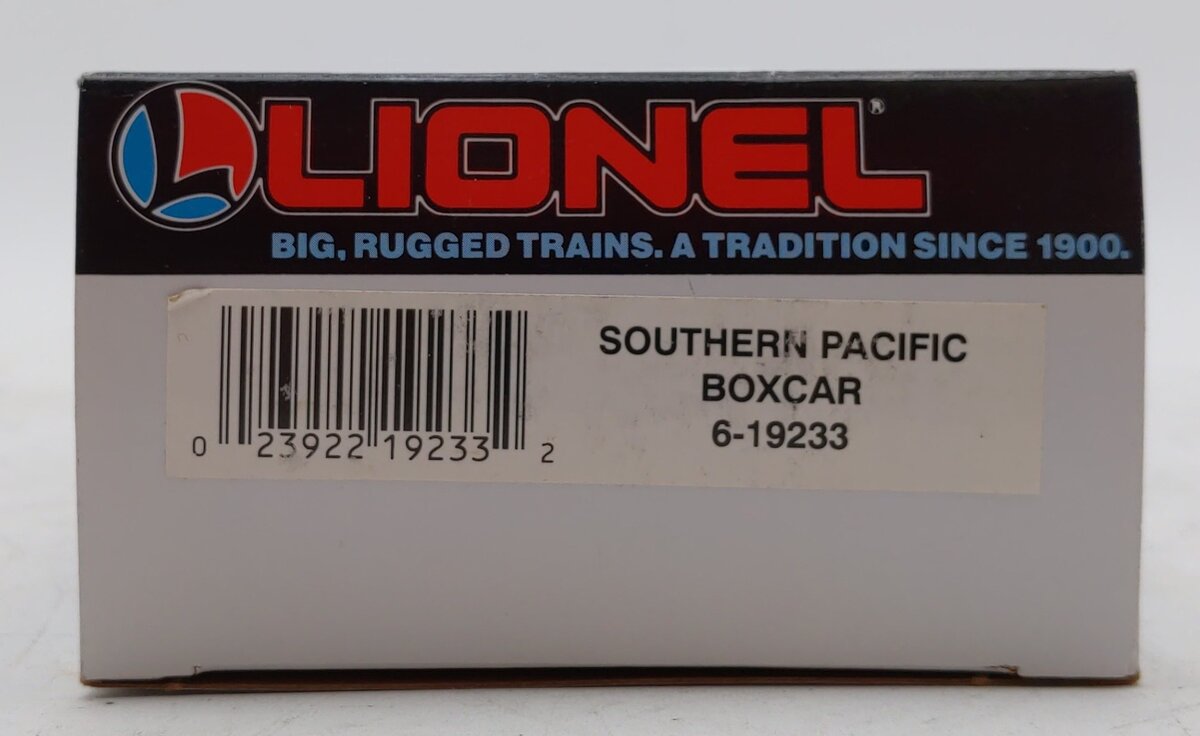 LIONEL®
BIG, RUGGED TRAINS. A TRADITION SINCE 1900.
SOUTHERN PACIFIC
BOXCAR
6-19233
0 23922 19233 2